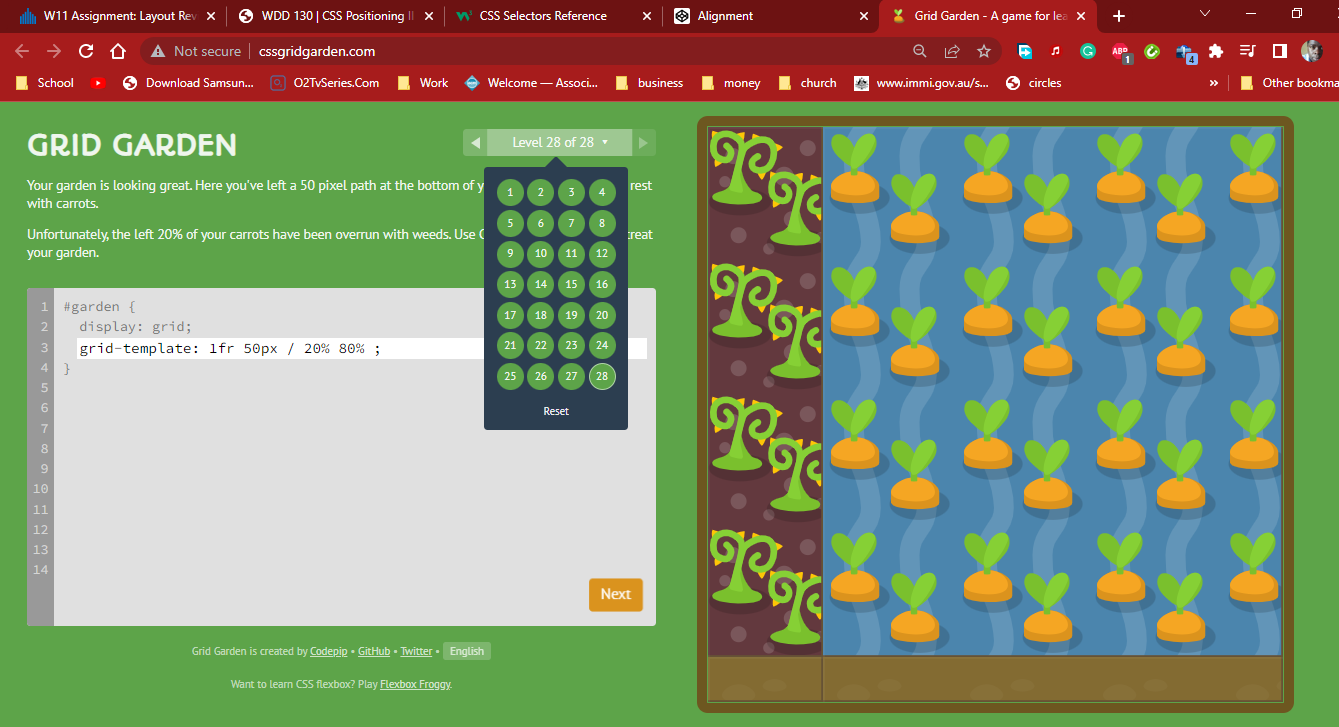 W11 Assignment: Layout Rev
WDD 130 | CSS Positioning II
CSS Selectors Reference
Alignment
Grid Garden - A game for lea
Not secure
cssgridgarden.com
ABP
1
4
School
Download Samsun...
O2TvSeries.Com
Work
Welcome — Associ...
business
money
church
www.immi.gov.au/s...
circles
»
Other bookma
GRID GARDEN
Level 28 of 28
Your garden is looking great. Here you've left a 50 pixel path at the bottom of y rest
with carrots.
Unfortunately, the left 20% of your carrots have been overrun with weeds. Use C treat
your garden.
1 2 3 4
5 6 7 8
9 10 11 12
13 14 15 16
17 18 19 20
21 22 23 24
25 26 27 28
Reset
1 #garden {
2 display: grid;
3 grid-template: 1fr 50px / 20% 80% ;
4 }
5
6
7
8
9
10
11
12
13
14
Next
Grid Garden is created by Codepip • GitHub • Twitter • English
Want to learn CSS flexbox? Play Flexbox Froggy.